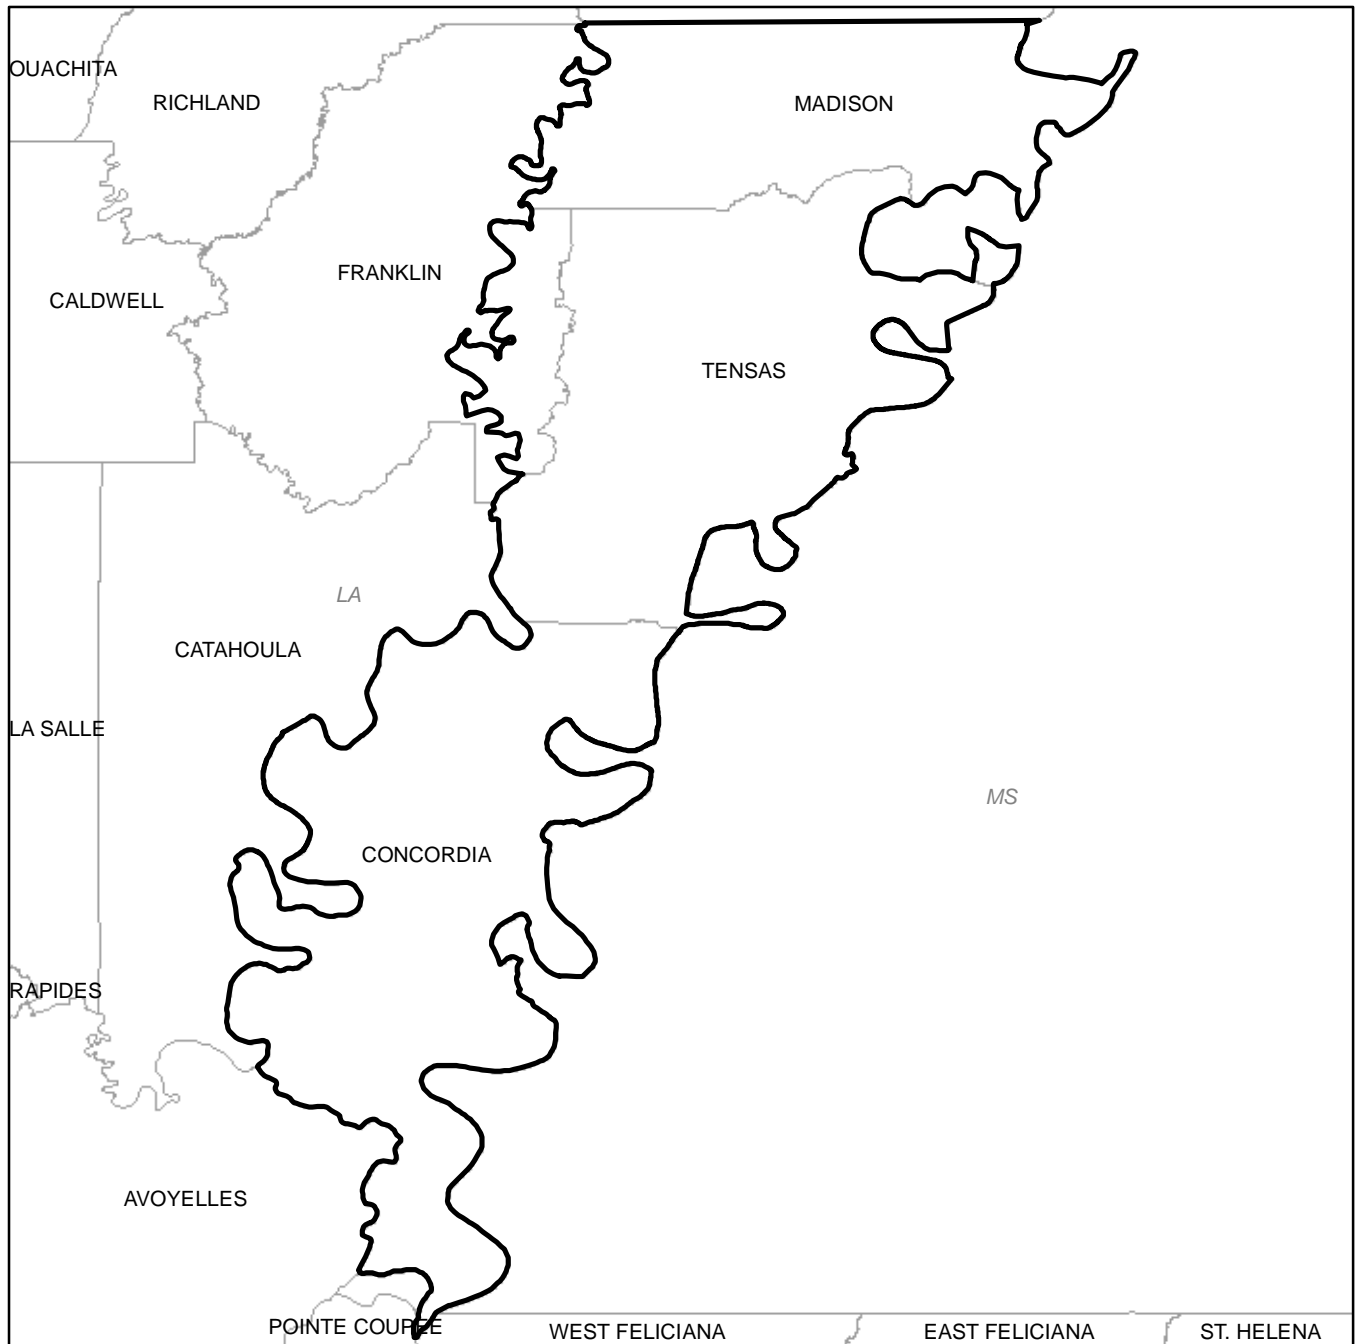 OUACHITA
RICHLAND
MADISON
FRANKLIN
CALDWELL
TENSAS
LA
CATAHOULA
LA SALLE
MS
CONCORDIA
RAPIDES
AVOYELLES
POINTE COUPEE
WEST FELICIANA
EAST FELICIANA
ST. HELENA